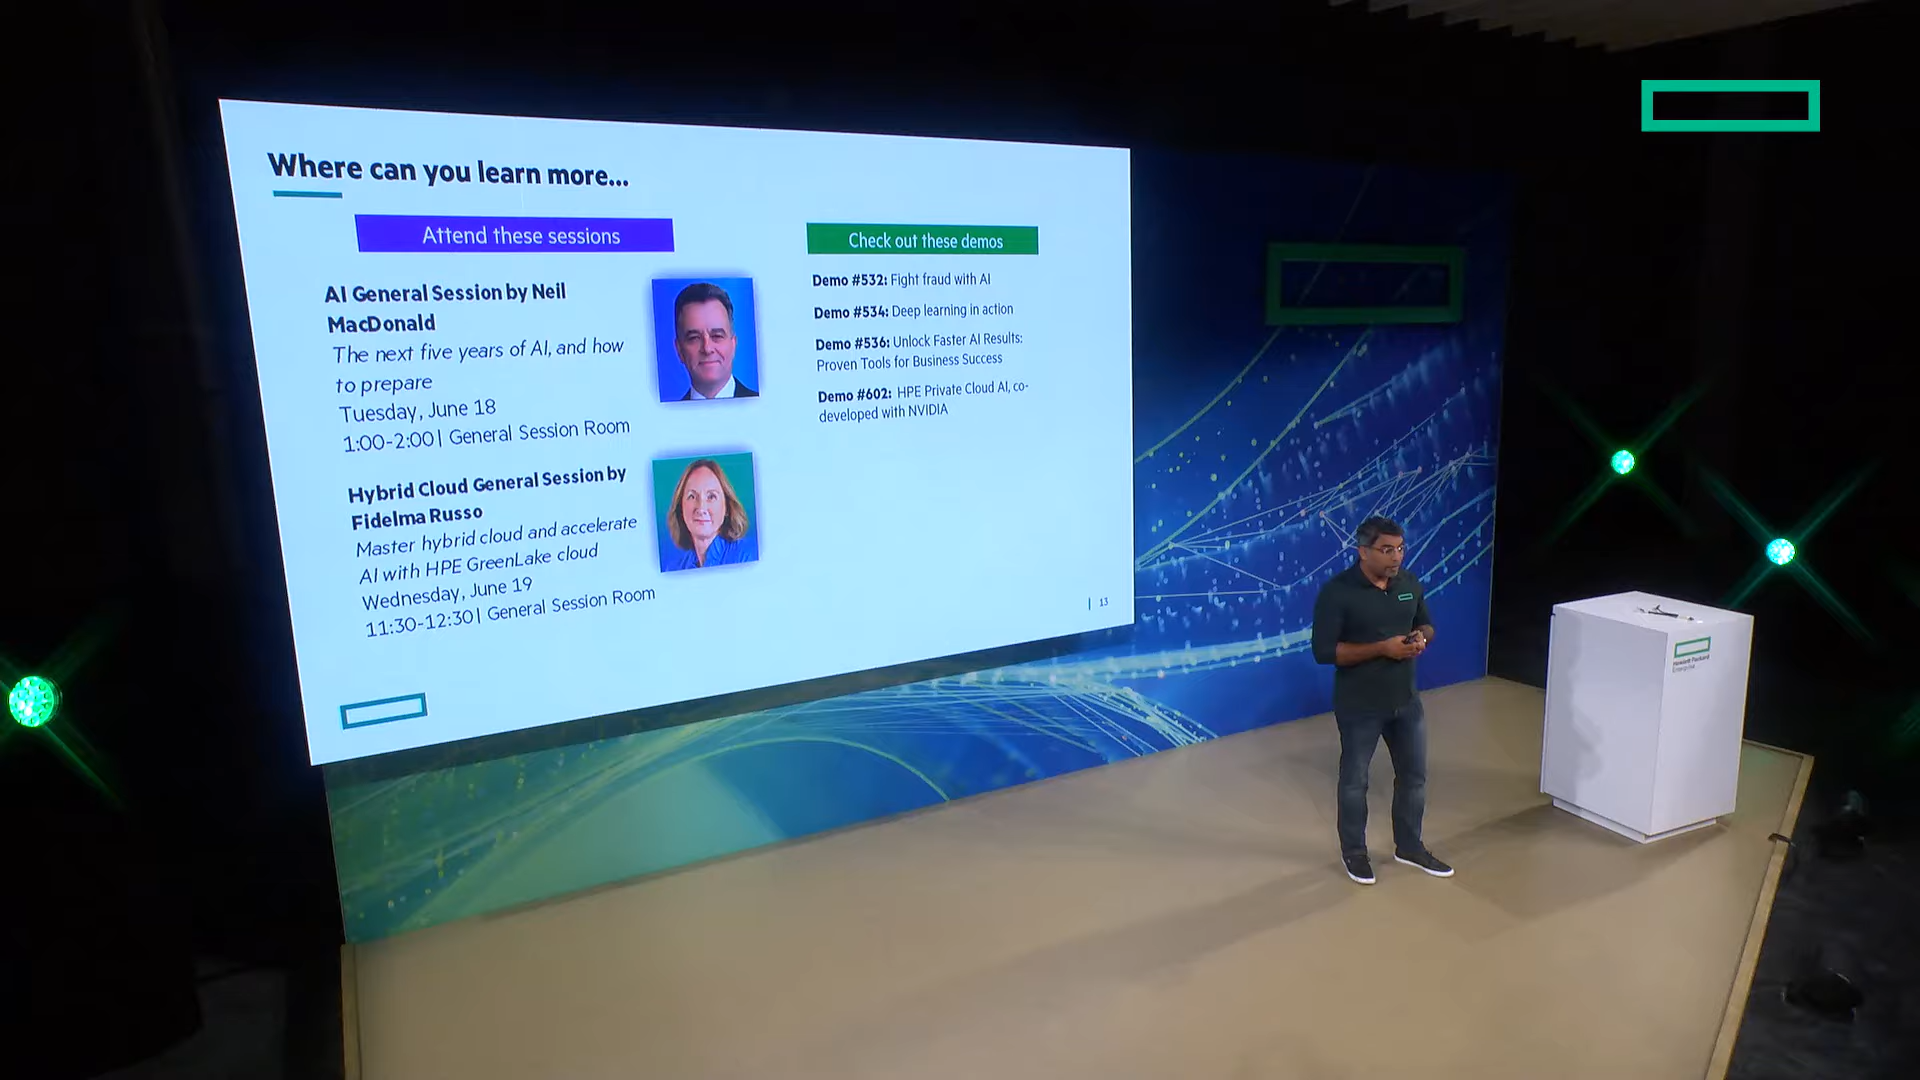 Where can you learn more...
Attend these sessions
AI General Session by Neil
MacDonald
The next five years of AI, and how
to prepare
Tuesday, June 18
1:00-2:00| General Session Room
Hybrid Cloud General Session by
Fidelma Russo
Master hybrid cloud and accelerate
AI with HPE GreenLake cloud
Wednesday, June 19
11:30-12:30| General Session Room
Check out these demos
Demo #532: Fight fraud with AI
Demo #534: Deep learning in action
Demo #536: Unlock Faster AI Results:
Proven Tools for Business Success
Demo #602: HPE Private Cloud AI, co-
developed with NVIDIA
| 13
Hewlett Packard
Enterprise